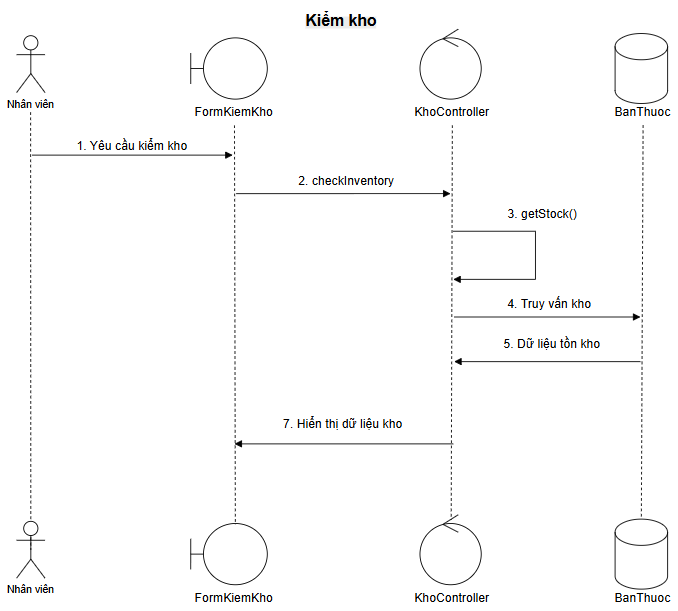 Kiểm kho
Nhân viên
FormKiemKho
KhoController
BanThuoc
1. Yêu cầu kiểm kho
2. checkInventory
3. getStock()
4. Truy vấn kho
5. Dữ liệu tồn kho
7. Hiển thị dữ liệu kho
Nhân viên
FormKiemKho
KhoController
BanThuoc